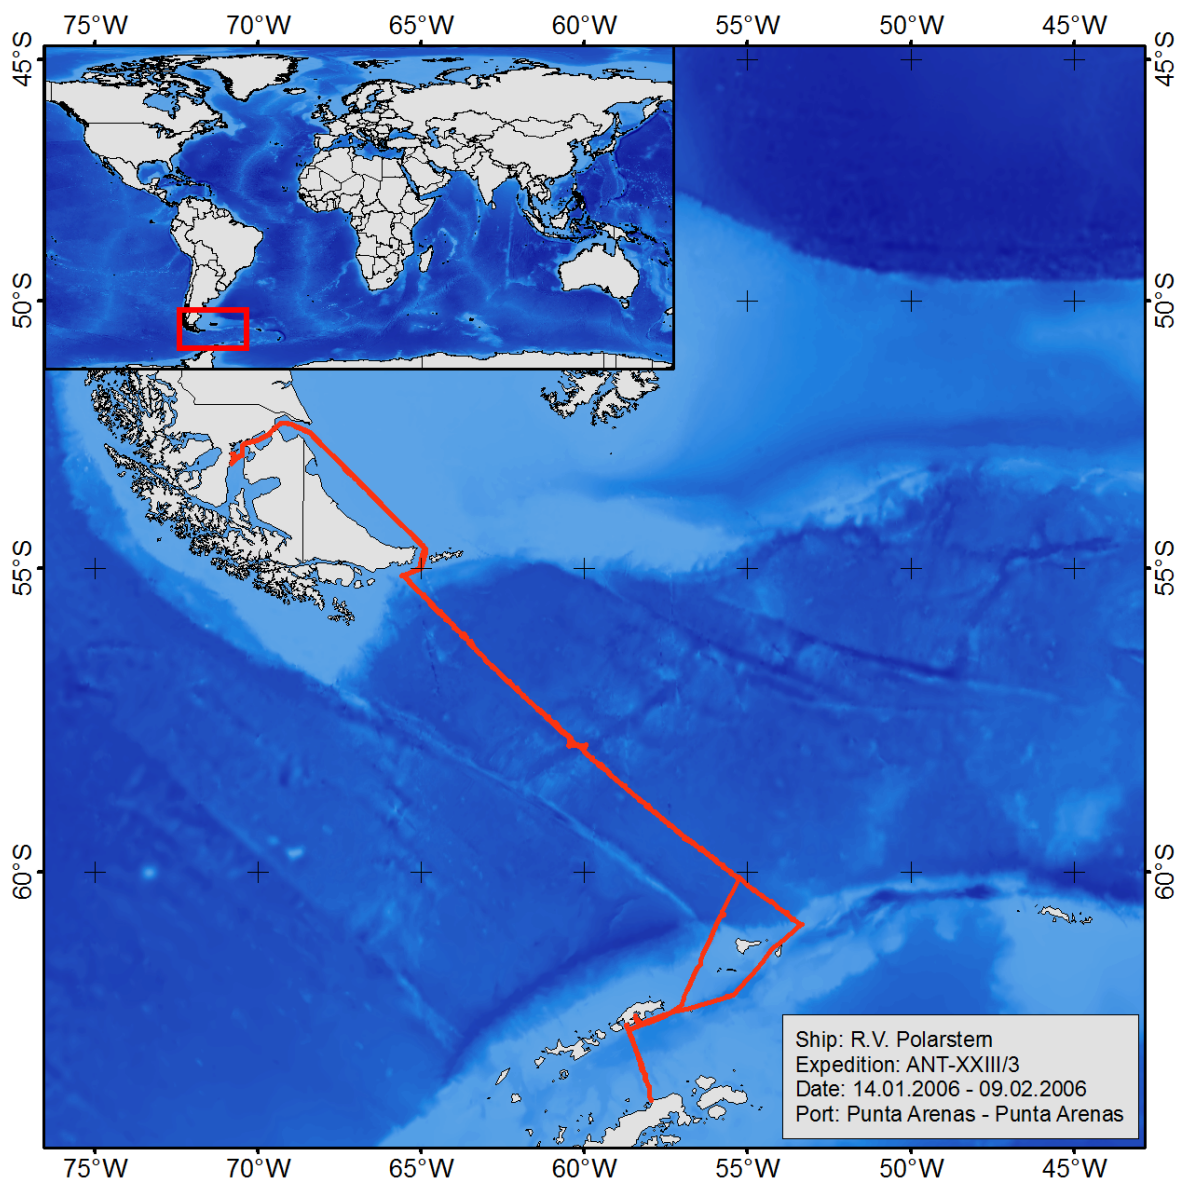 75°W 70°W 65°W 60°W 55°W 50°W 45°W
45°S 45°S
50°S 50°S
55°S 55°S
60°S 60°S
Ship: R.V. Polarstern
Expedition: ANT-XXIII/3
Date: 14.01.2006 - 09.02.2006
Port: Punta Arenas - Punta Arenas
75°W 70°W 65°W 60°W 55°W 50°W 45°W